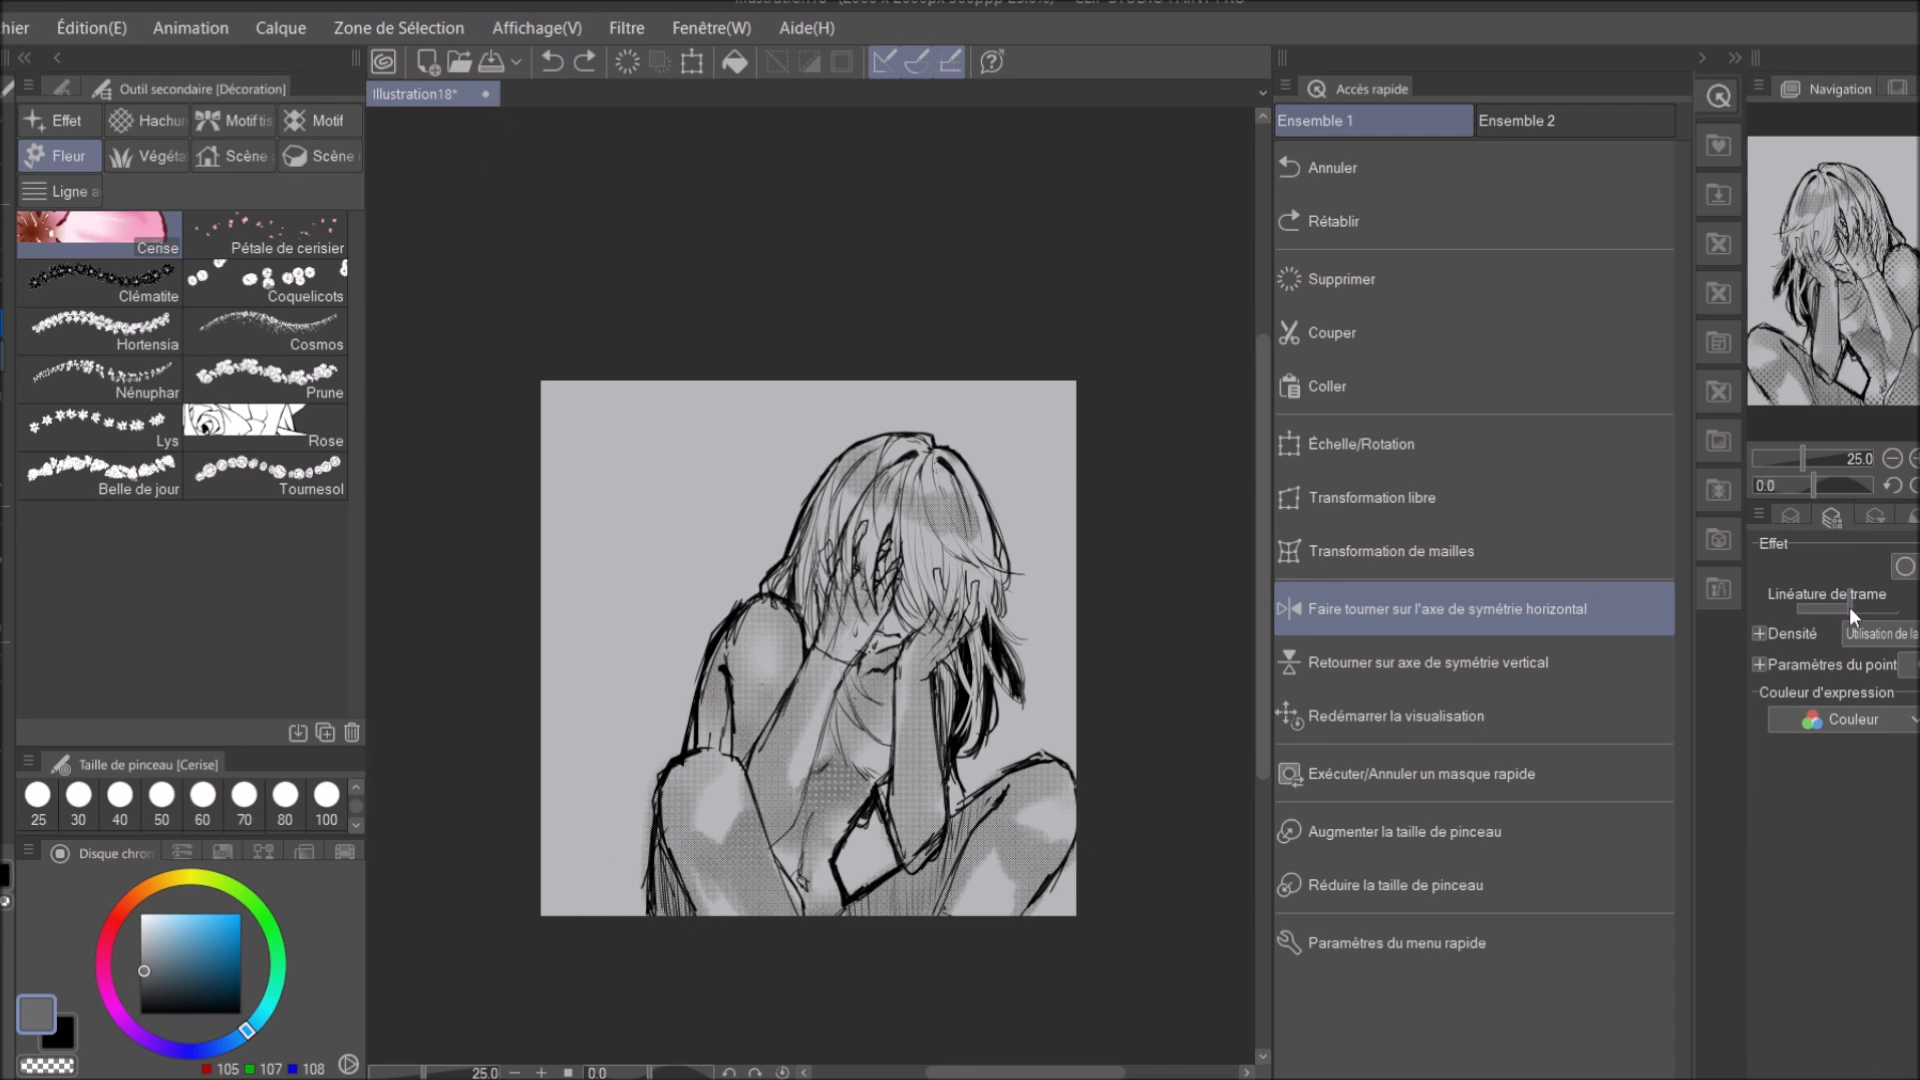 hier Édition(E) Animation Calque Zone de Sélection Affichage(V) Filtre Fenêtre(W) Aide(H)
Outil secondaire [Décoration]
Effet Hachur Motif tis Motif
Fleur Végéta Scène Scène
Ligne a
Cerise Pétale de cerisier
Clématite Coquelicots
Hortensia Cosmos
Nénuphar Prune
Lys Rose
Belle de jour Tournesol
Taille de pinceau [Cerise]
25 30 40 50 60 70 80 100
Disque chron
105 107 108
Illustration18*
25.0 0.0
Accès rapide
Ensemble 1 Ensemble 2
Annuler
Rétablir
Supprimer
Couper
Coller
Échelle/Rotation
Transformation libre
Transformation de mailles
Faire tourner sur l'axe de symétrie horizontal
Retourner sur axe de symétrie vertical
Redémarrer la visualisation
Exécuter/Annuler un masque rapide
Augmenter la taille de pinceau
Réduire la taille de pinceau
Paramètres du menu rapide
Navigation
25.0
0.0
Effet
Linéature de trame
Densité Utilisation de la
Paramètres du point
Couleur d'expression
Couleur